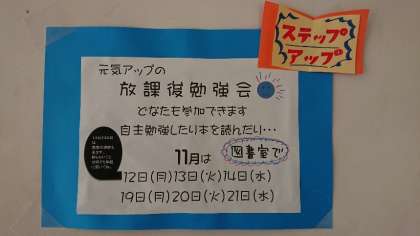 ステップ
アップ
元気アップの
放課後勉強会
どなたも参加できます
自主勉強したり本を読んだり…
11月は
図書室で
12日(月)13日(火)14日(水)
19日(月)20日(火)21日(水)